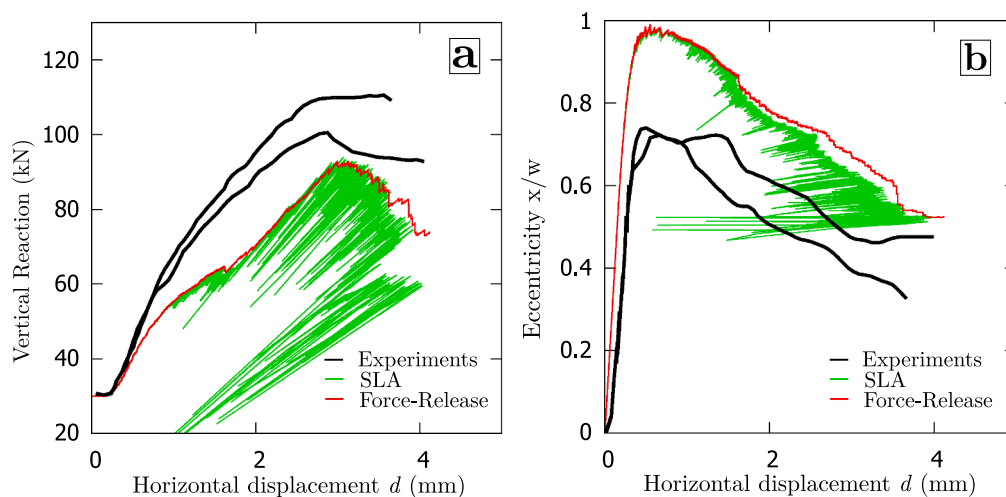 a
120
100
80
60
40
20
0
2
4
Vertical Reaction (kN)
Horizontal displacement d (mm)
Experiments
SLA
Force-Release
b
1
0.8
0.6
0.4
0.2
0
0
2
4
Eccentricity x/w
Horizontal displacement d (mm)
Experiments
SLA
Force-Release